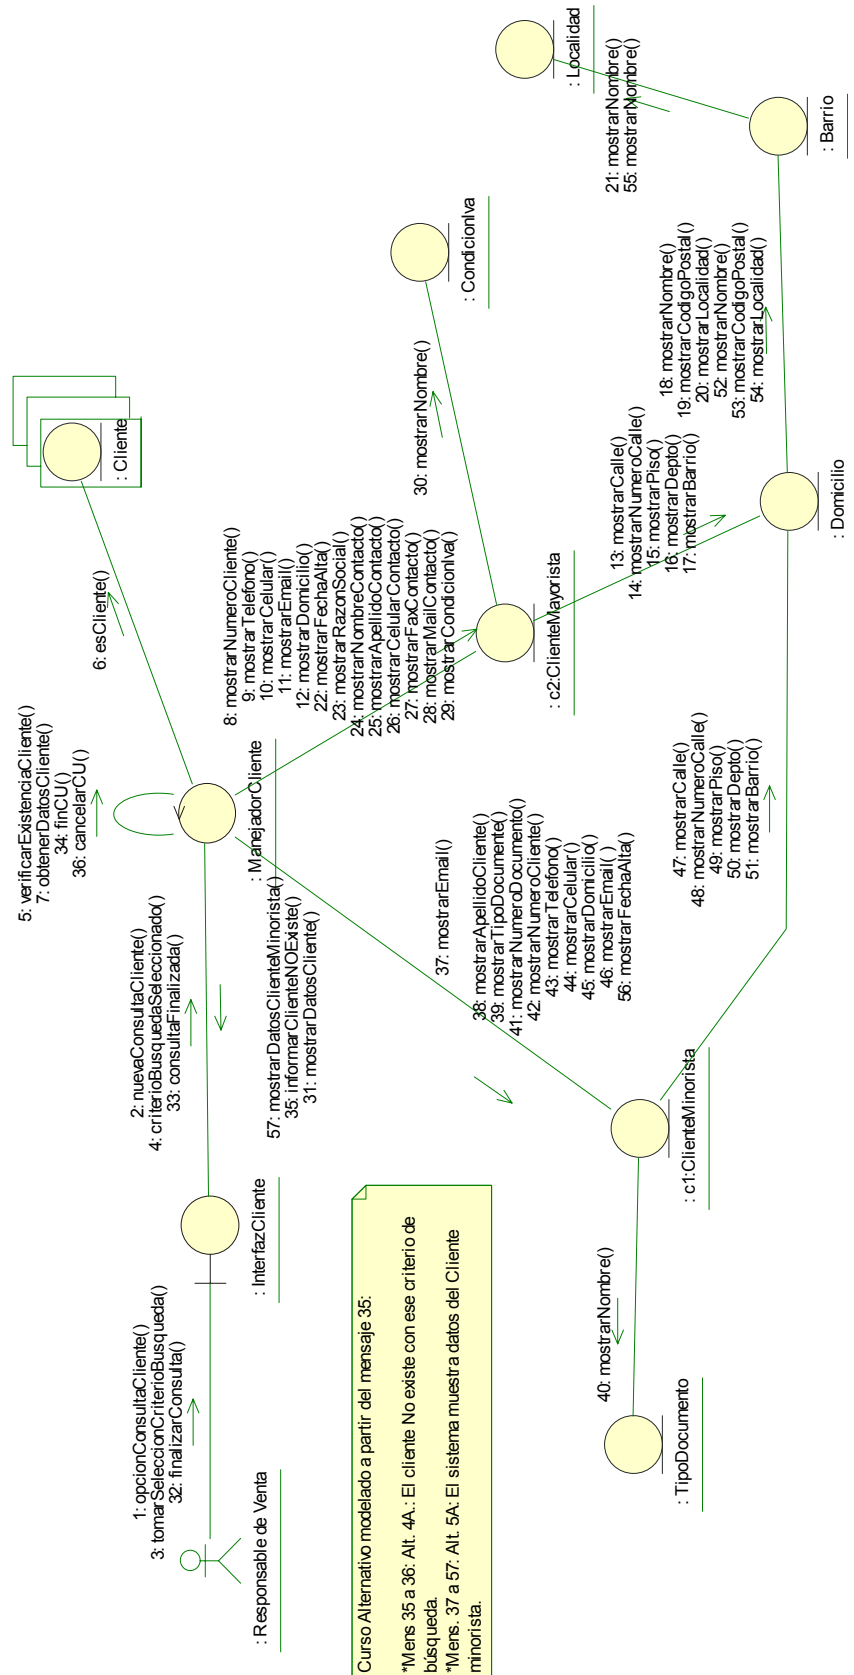 1: opcionConsultaCliente()
3: tomarSeleccionCriterioBusqueda()
32: finalizarConsulta()
: Responsable de Venta
: InterfazCliente
2: nuevaConsultaCliente()
4: criterioBusquedaSeleccionado()
33: consultaFinalizada()
57: mostrarDatosClienteMinorista()
35: informarClienteNOExiste()
31: mostrarDatosCliente()
5: verificarExistenciaCliente()
7: obtenerDatosCliente()
34: finCU()
36: cancelarCU()
: ManejadorCliente
6: esCliente()
: Cliente
8: mostrarNumeroCliente()
9: mostrarTelefono()
10: mostrarCelular()
11: mostrarEmail()
12: mostrarDomicilio()
22: mostrarFechaAlta()
23: mostrarRazonSocial()
24: mostrarNombreContacto()
25: mostrarApellidoContacto()
26: mostrarCelularContacto()
27: mostrarFaxContacto()
28: mostrarMailContacto()
29: mostrarCondicionIva()
30: mostrarNombre()
: CondicionIva
: c2:ClienteMayorista
37: mostrarEmail()
38: mostrarApellidoCliente()
39: mostrarTipoDocumente()
41: mostrarNumeroDocumento()
42: mostrarNumeroCliente()
43: mostrarTelefono()
44: mostrarCelular()
45: mostrarDomicilio()
46: mostrarEmail( )
56: mostrarFechaAlta()
13: mostrarCalle()
14: mostrarNumeroCalle()
15: mostrarPiso()
16: mostrarDepto()
17: mostrarBarrio()
18: mostrarNombre()
19: mostrarCodigoPostal()
20: mostrarLocalidad()
52: mostrarNombre()
53: mostrarCodigoPostal()
54: mostrarLocalidad()
21: mostrarNombre()
55: mostrarNombre()
: Localidad
: Barrio
47: mostrarCalle()
48: mostrarNumeroCalle()
49: mostrarPiso()
50: mostrarDepto()
51: mostrarBarrio()
: Domicilio
: c1:ClienteMinorista
40: mostrarNombre()
: TipoDocumento
Curso Alternativo modelado a partir del mensaje 35:
*Mens 35 a 36: Alt. 4A.: El cliente No existe con ese criterio de
búsqueda.
*Mens. 37 a 57: Alt. 5A: El sistema muestra datos del Cliente
minorista.